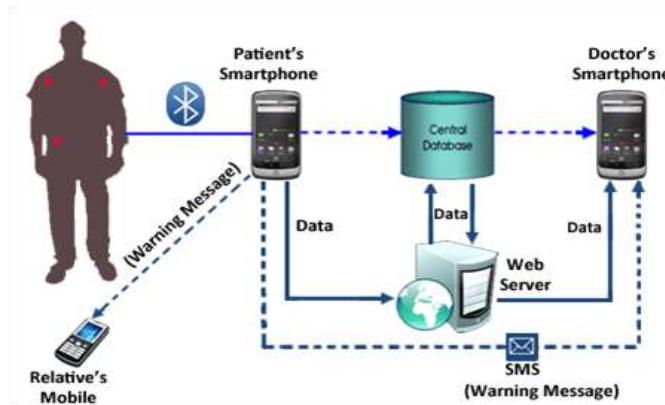 Patient's
Smartphone
Doctor's
Smartphone
Central
Database
(Warning Message)
Data
Data
Data
Web
Server
Relative's
Mobile
SMS
(Warning Message)